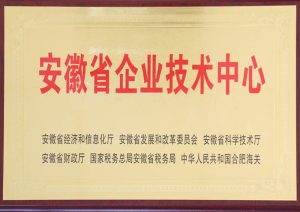 安徽省企业技术中心
安徽省经济和信息化厅 安徽省发展和改革委员会 安徽省科学技术厅
安徽省财政厅 国家税务总局安徽省税务局 中华人民共和国合肥海关